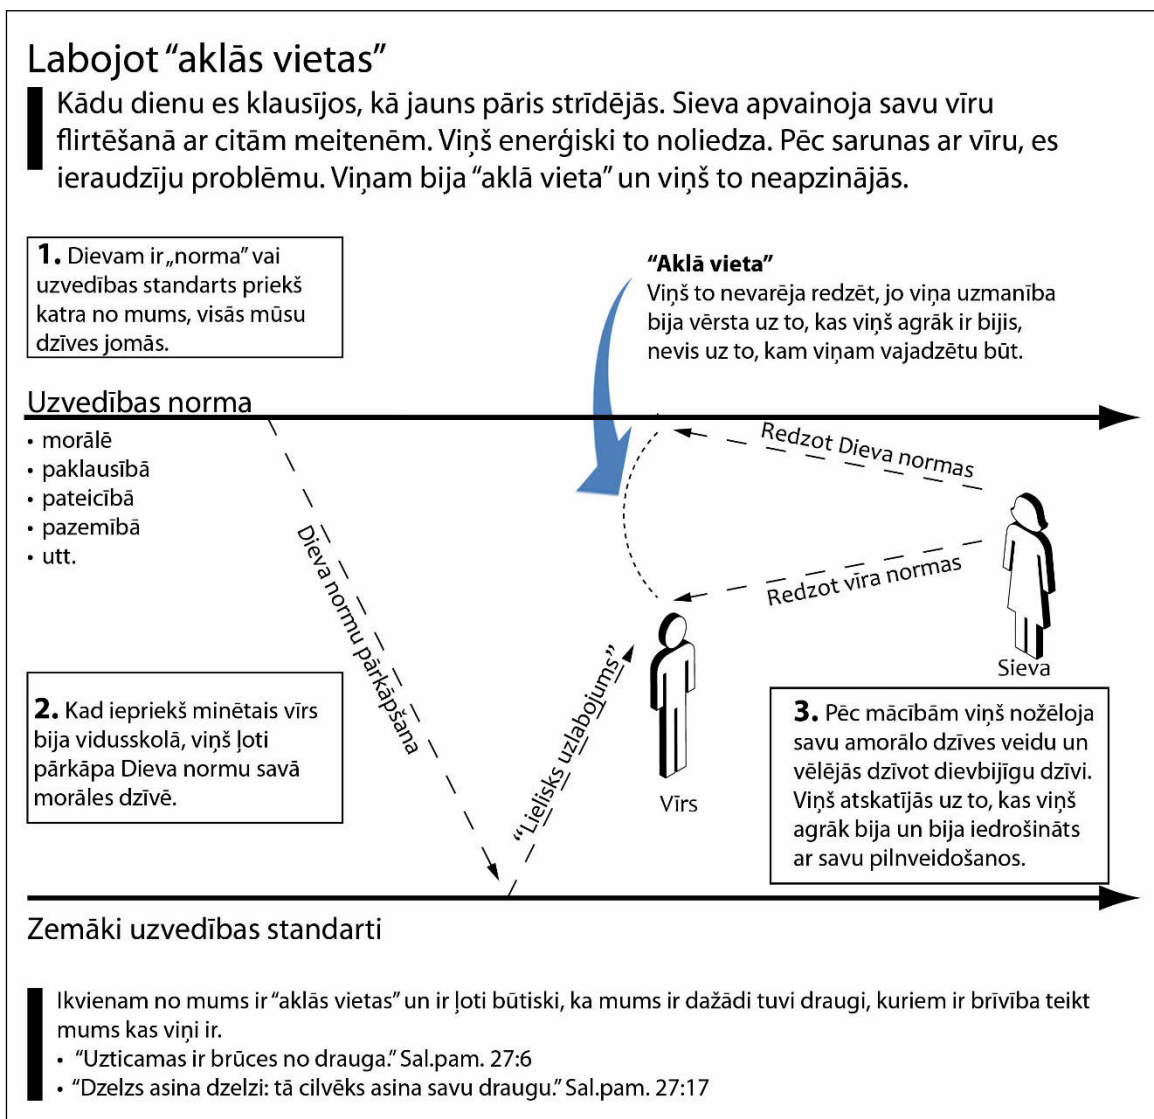 Labojot “aklās vietas”
Kādu dienu es klausījos, kā jauns pāris strīdējās. Sieva apvainoja savu vīru
flirtēšanā ar citām meitenēm. Viņš enerģiski to noliedza. Pēc sarunas ar vīru, es
ieraudzīju problēmu. Viņam bija “aklā vieta” un viņš to neapzinājās.
1. Dievam ir „norma” vai
uzvedības standarts priekš
katra no mums, visās mūsu
dzīves jomās.
“Aklā vieta”
Viņš to nevarēja redzēt, jo viņa uzmanība
bija vērsta uz to, kas viņš agrāk ir bijis,
nevis uz to, kam viņam vajadzētu būt.
Uzvedības norma
• morālē
• paklausībā
• pateicībā
• pazemībā
• utt.
Dieva normu pārkāpšana
Redzot Dieva normas
Redzot vīra normas
Sieva
“Lielisks uzlabojums”
Vīrs
2. Kad iepriekš minētais vīrs
bija vidusskolā, viņš ļoti
pārkāpa Dieva normu savā
morāles dzīvē.
3. Pēc mācībām viņš nožēloja
savu amorālo dzīves veidu un
vēlējās dzīvot dievbijīgu dzīvi.
Viņš atskatījās uz to, kas viņš
agrāk bija un bija iedrošināts
ar savu pilnveidošanos.
Zemāki uzvedības standarti
Ikvienam no mums ir “aklās vietas” un ir ļoti būtiski, ka mums ir dažādi tuvi draugi, kuriem ir brīvība teikt
mums kas viņi ir.
• “Uzticamas ir brūces no drauga.” Sal.pam. 27:6
• “Dzelzs asina dzelzi: tā cilvēks asina savu draugu.” Sal.pam. 27:17